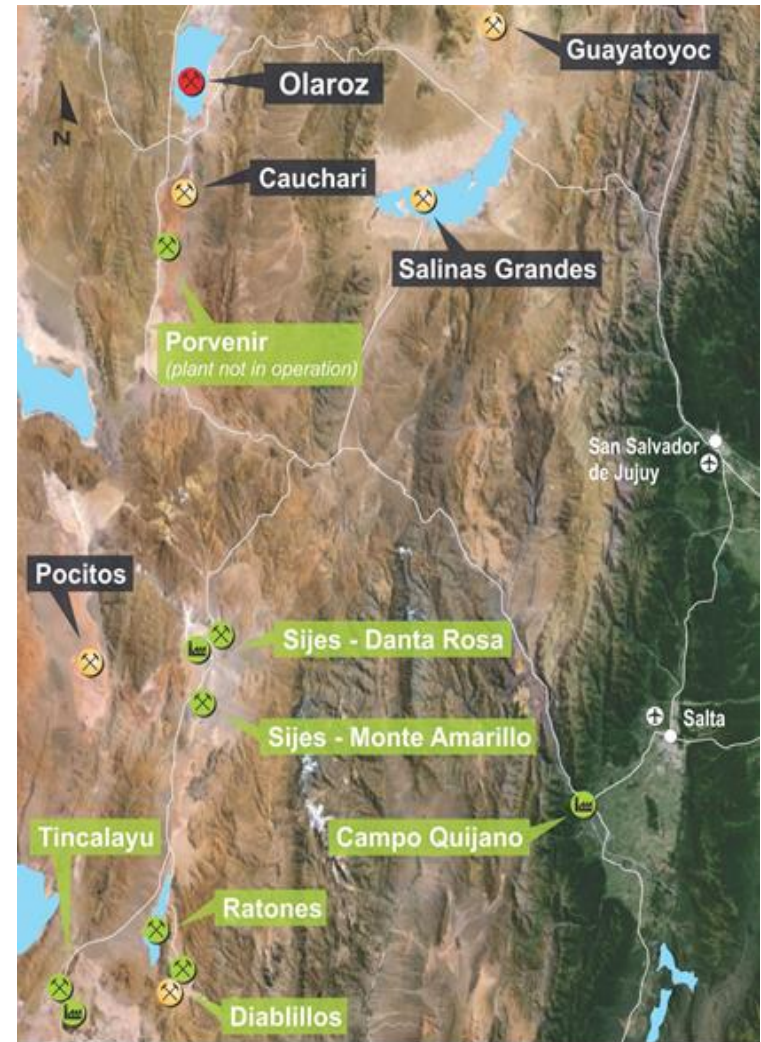 Guayatoyoc
Olaroz
N
Cauchari
Salinas Grandes
Porvenir
(plant not in operation)
San Salvador
de Jujuy
Pocitos
Sijes - Danta Rosa
Sijes - Monte Amarillo
Salta
Tincalayu
Campo Quijano
Ratones
Diablillos